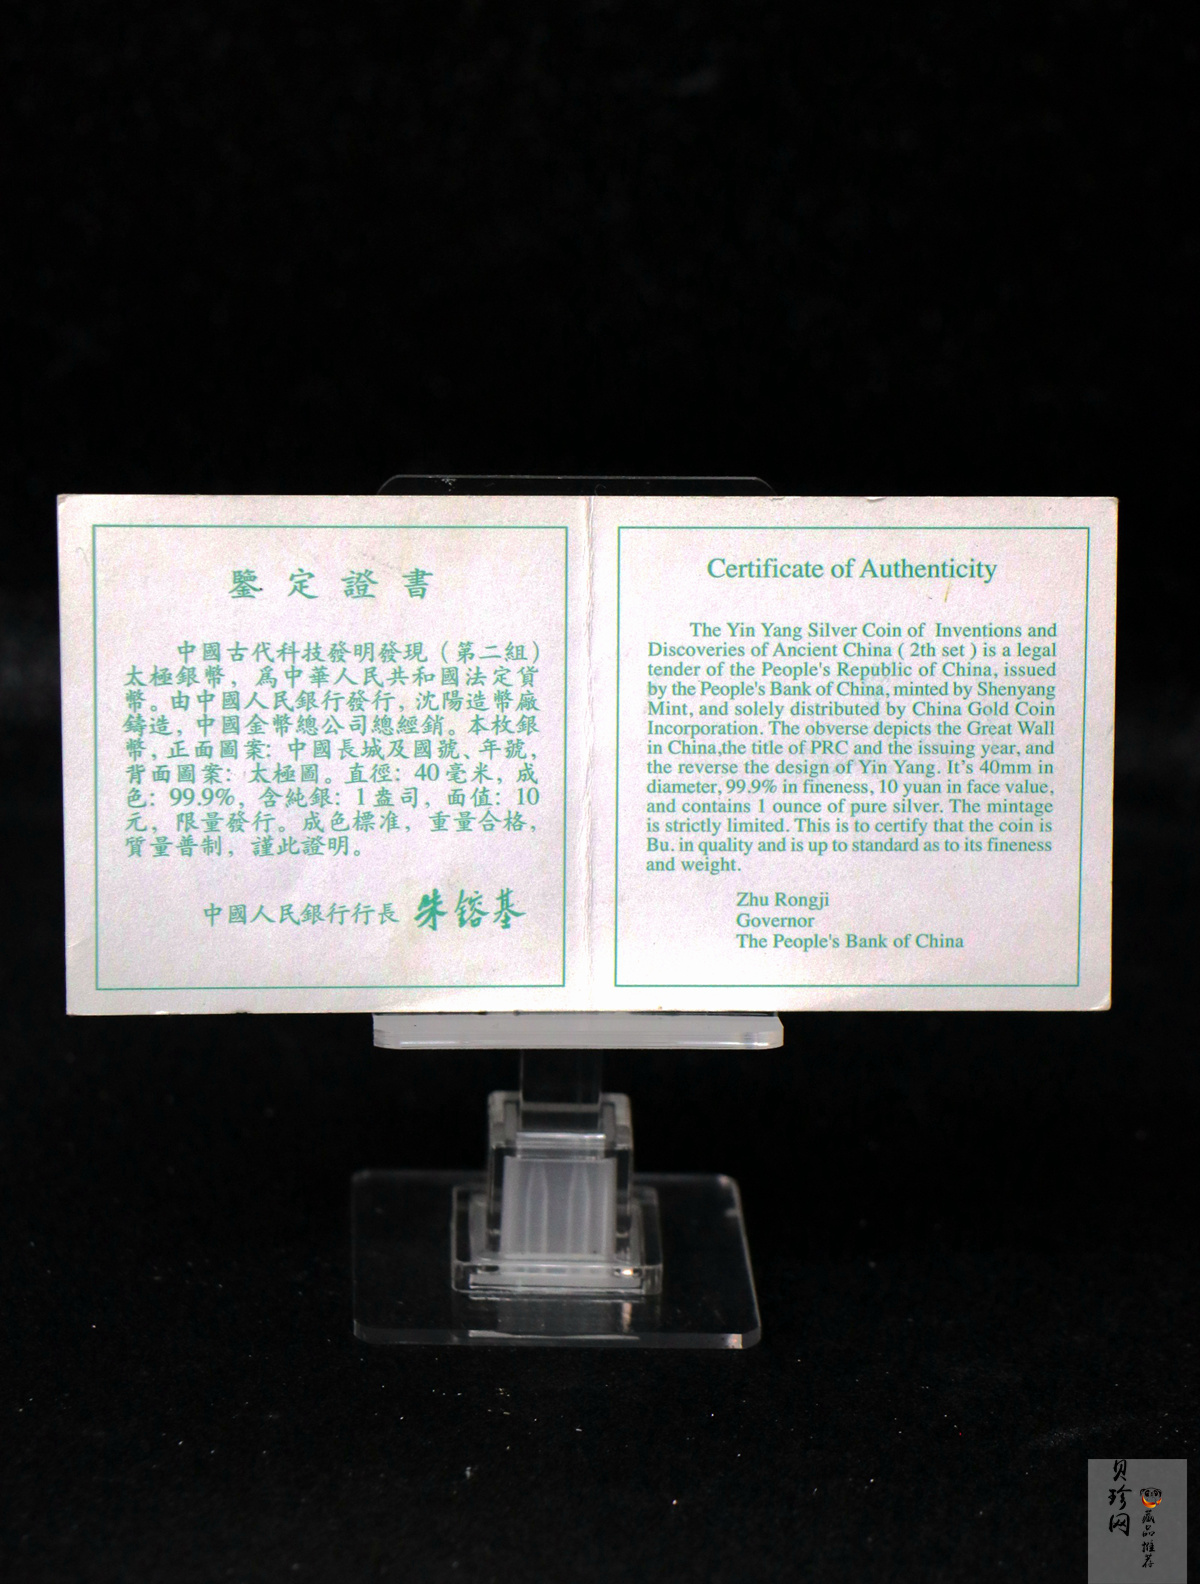 鑒定證書
中國古代科技發明發現（第二組）
太極銀幣，爲中華人民共和國法定貨
幣。由中國人民銀行發行，沈陽造幣廠
鑄造，中國金幣總公司總經銷。本枚銀
幣，正面圖案：中國長城及國號、年號，
背面圖案：太極圖。直徑：40毫米，成
色：99.9%，含純銀：1盎司，面值：10
元，限量發行。成色標准，重量合格，
質量普制，謹此證明。
中國人民銀行行長 朱镕基
Certificate of Authenticity
The Yin Yang Silver Coin of Inventions and
Discoveries of Ancient China ( 2th set ) is a legal
tender of the People's Republic of China, issued
by the People's Bank of China, minted by Shenyang
Mint, and solely distributed by China Gold Coin
Incorporation. The obverse depicts the Great Wall
in China,the title of PRC and the issuing year, and
the reverse the design of Yin Yang. It's 40mm in
diameter, 99.9% in fineness, 10 yuan in face value,
and contains 1 ounce of pure silver. The mintage
is strictly limited. This is to certify that the coin is
Bu. in quality and is up to standard as to its fineness
and weight.
Zhu Rongji
Governor
The People's Bank of China
贝珍网
藏品推荐